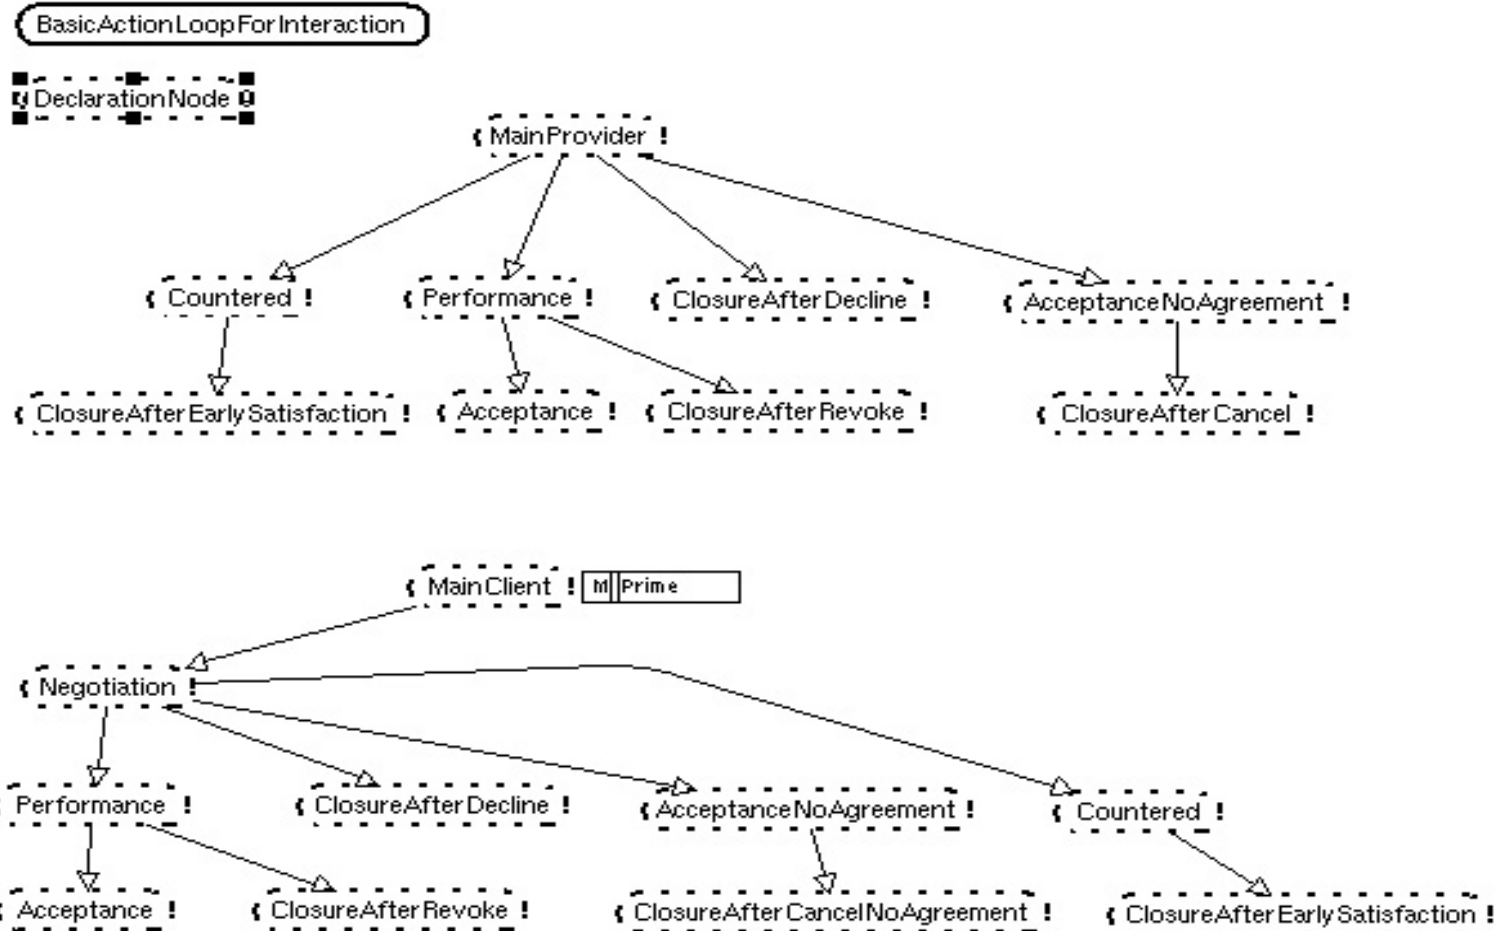 BasicActionLoopForInteraction
DeclarationNode
MainProvider !
Countered !
Performance !
ClosureAfterDecline !
AcceptanceNoAgreement !
ClosureAfterEarlySatisfaction !
Acceptance !
ClosureAfterRevoke !
ClosureAfterCancel !
MainClient ! M Prime
Negotiation !
Performance !
ClosureAfterDecline !
AcceptanceNoAgreement !
Countered !
Acceptance !
ClosureAfterRevoke !
ClosureAfterCancelNoAgreement !
ClosureAfterEarlySatisfaction !